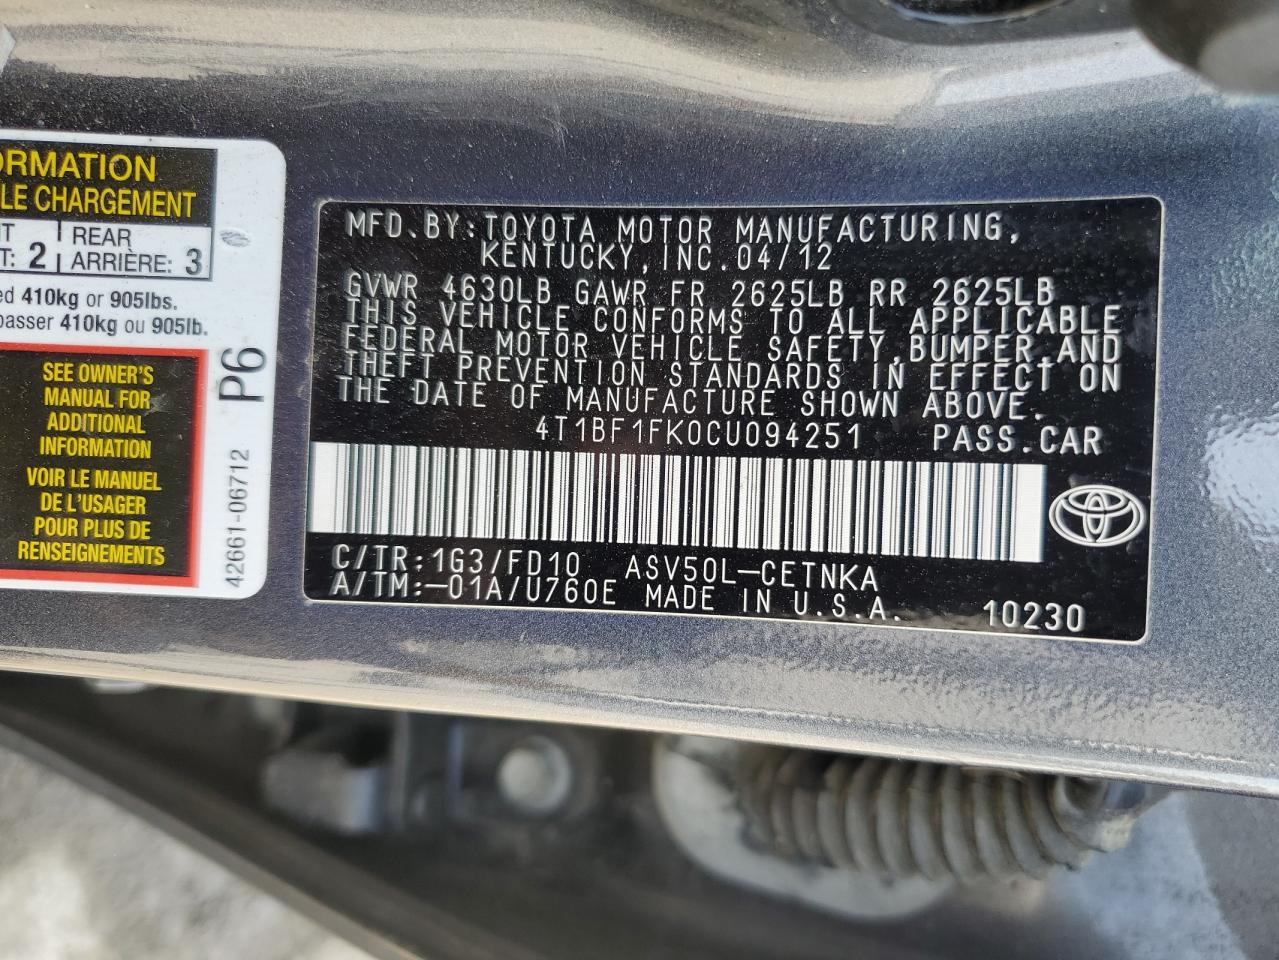 ORMATION
LE CHARGEMENT
T: 2 REAR
ARRIÈRE: 3
ed 410kg or 905lbs.
passer 410kg ou 905lb.
SEE OWNER'S
MANUAL FOR
ADDITIONAL
INFORMATION
VOIR LE MANUEL
DE L'USAGER
POUR PLUS DE
RENSEIGNEMENTS
P6
42661-06712
MFD.BY:TOYOTA MOTOR MANUFACTURING,
KENTUCKY,INC.04/12
GVWR 4630LB GAWR FR 2625LB RR 2625LB
THIS VEHICLE CONFORMS TO ALL APPLICABLE
FEDERAL MOTOR VEHICLE SAFETY,BUMPER,AND
THEFT PREVENTION STANDARDS IN EFFECT ON
THE DATE OF MANUFACTURE SHOWN ABOVE.
4T1BF1FK0CU094251 PASS.CAR
C/TR:1G3/FD10 ASV50L-CETNKA
A/TM:-01A/U760E MADE IN U.S.A. 10230